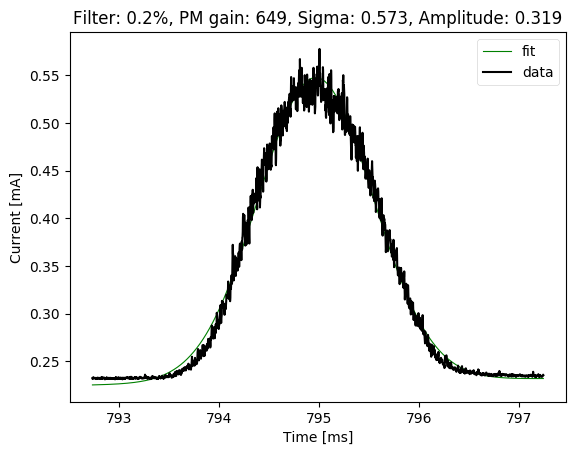 Filter: 0.2%, PM gain: 649, Sigma: 0.573, Amplitude: 0.319
fit
data
0.55
0.50
0.45
0.40
0.35
0.30
0.25
Current [mA]
793 794 795 796 797
Time [ms]